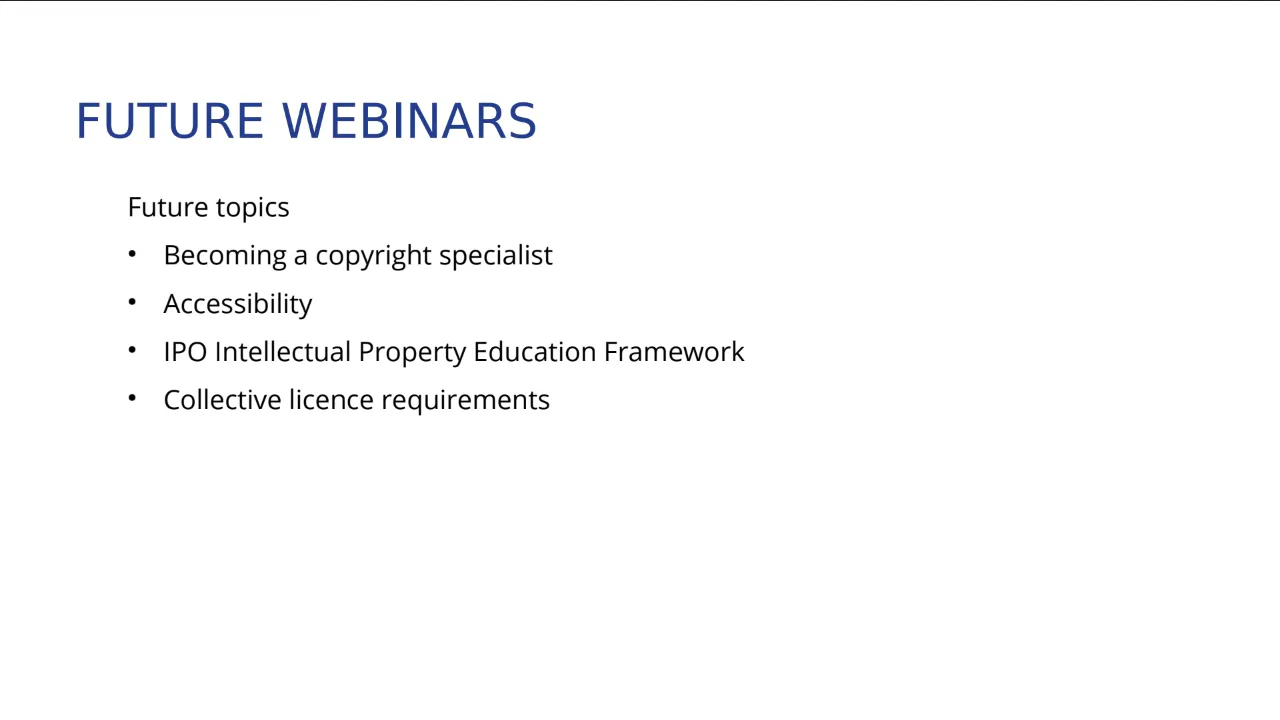 FUTURE WEBINARS
Future topics
• Becoming a copyright specialist
• Accessibility
• IPO Intellectual Property Education Framework
• Collective licence requirements